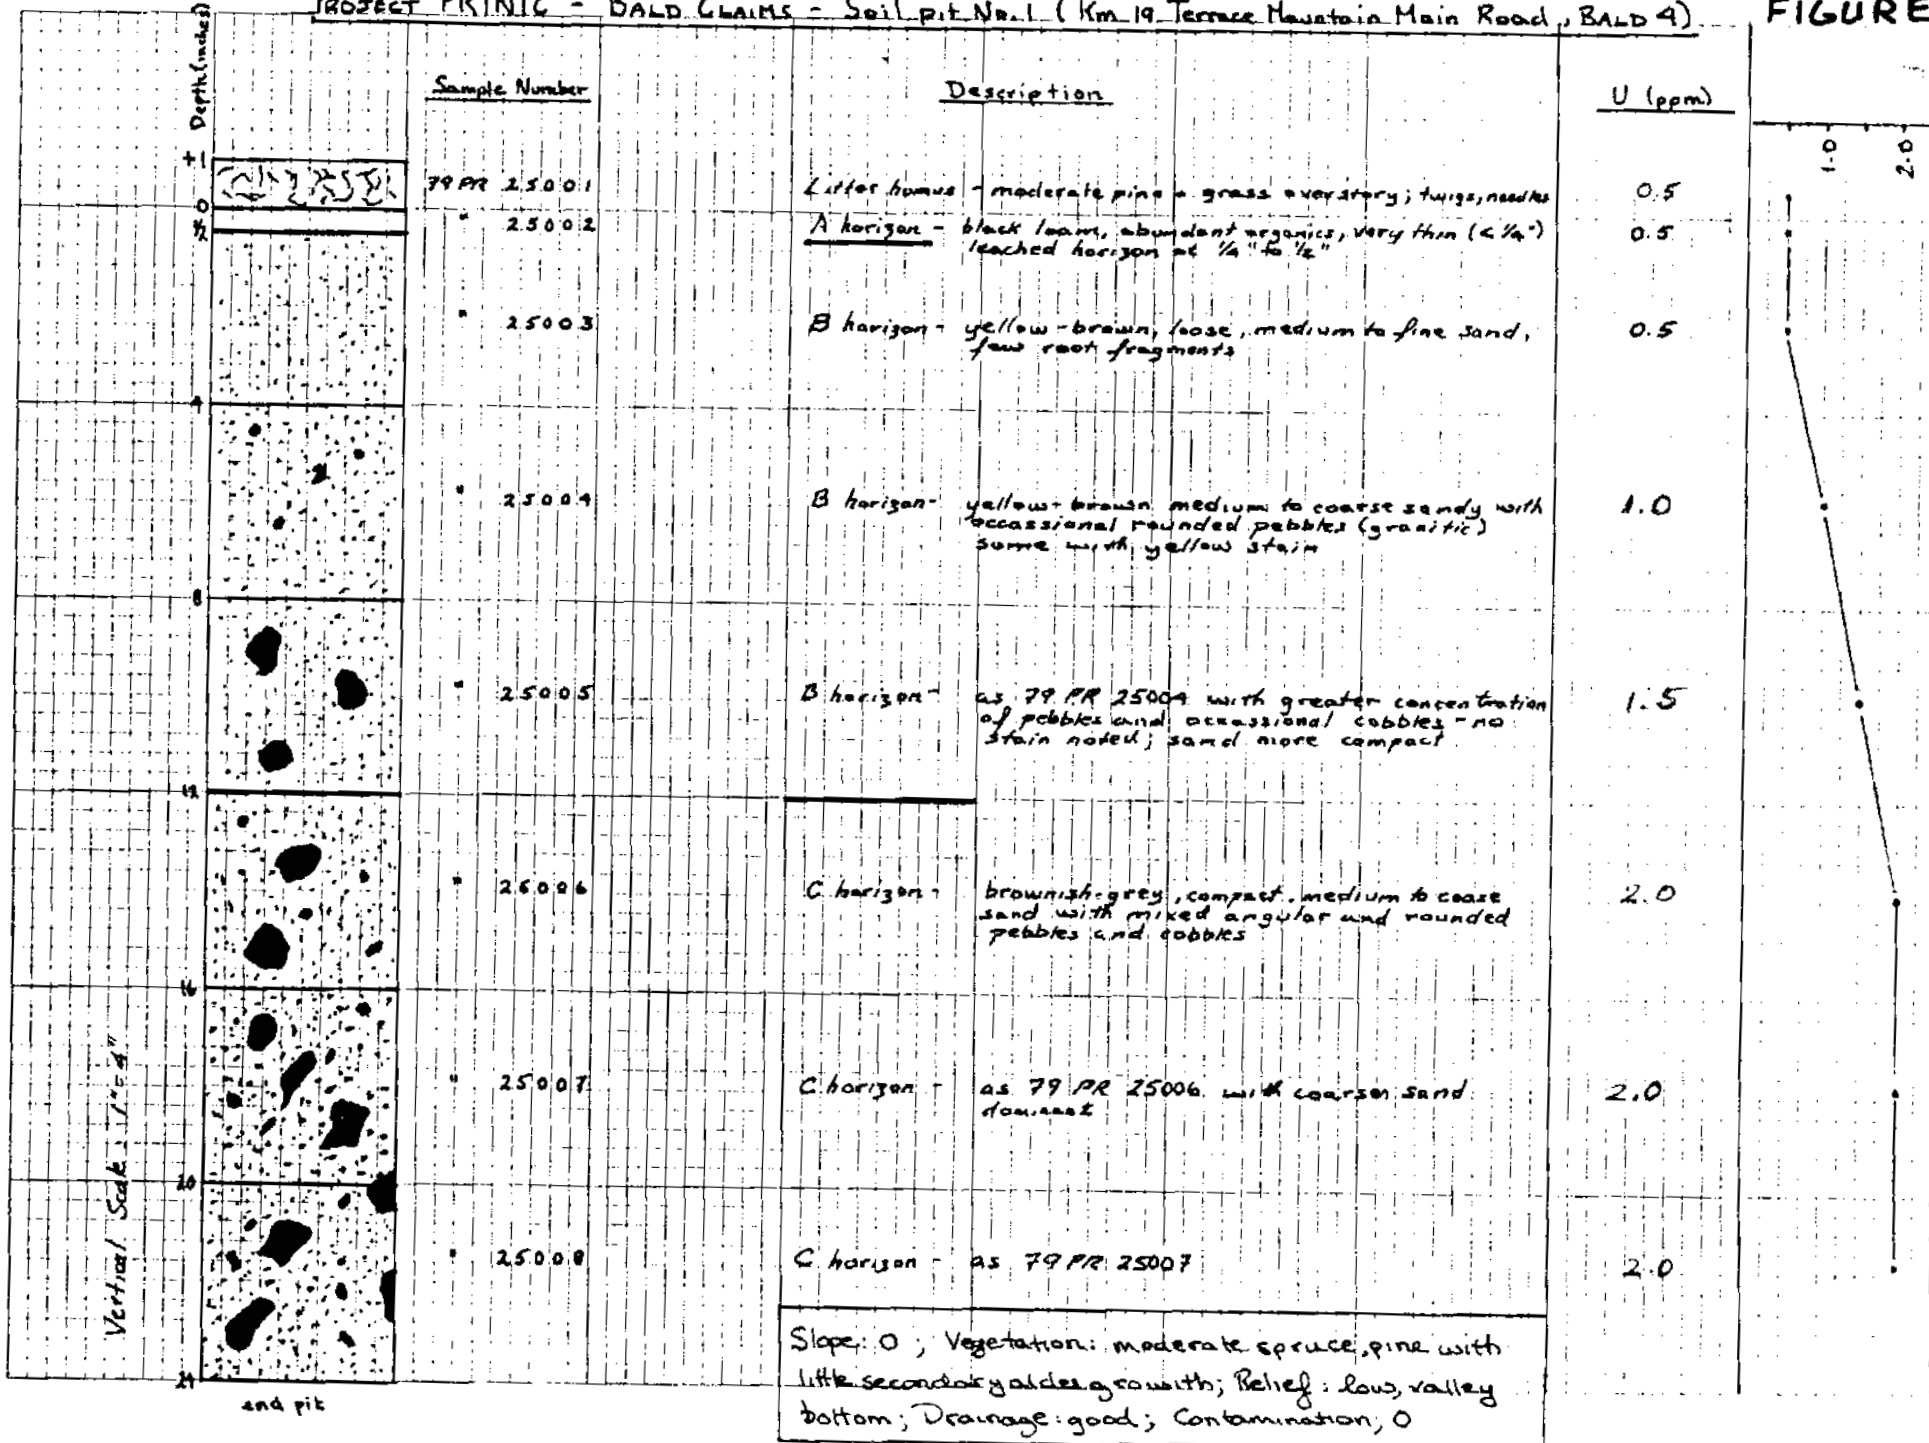 PROJECT PRINIC - BALD CLAIMS - Soil pit No. 1 (Km 19 Terrace Mountain Main Road, BALD 4)
FIGURE
Depth (inches)
Sample Number
Description
U (ppm)
1.0
2.0
+1
79 PR 25001
Litter humus - moderate pine + grass overstory; twigs, needles
0.5
0
" 25002
A horizon - black loam, abundant organics, very thin (< 1/4")
leached horizon at 1/4" to 1/2"
0.5
1/2
" 25003
B horizon - yellow-brown, loose, medium to fine sand,
few root fragments
0.5
4
" 25004
B horizon - yellow-brown medium to coarse sandy with
occassional rounded pebbles (granitic)
some with yellow stain
1.0
8
" 25005
B horizon - as 79 PR 25004 with greater concentration
of pebbles and occassional cobbles - no
stain noted; sand more compact
1.5
12
" 25006
C horizon - brownish-grey, compact, medium to coase
sand with mixed angular and rounded
pebbles and cobbles
2.0
16
" 25007
C horizon - as 79 PR 25006 with coarser sand
dominant
2.0
20
" 25008
C horizon - as 79 PR 25007
2.0
24
end pit
Vertical Scale 1"=4"
Slope: 0 ; Vegetation: moderate spruce, pine with
little secondary alder growth; Relief: low, valley
bottom; Drainage: good; Contamination; 0